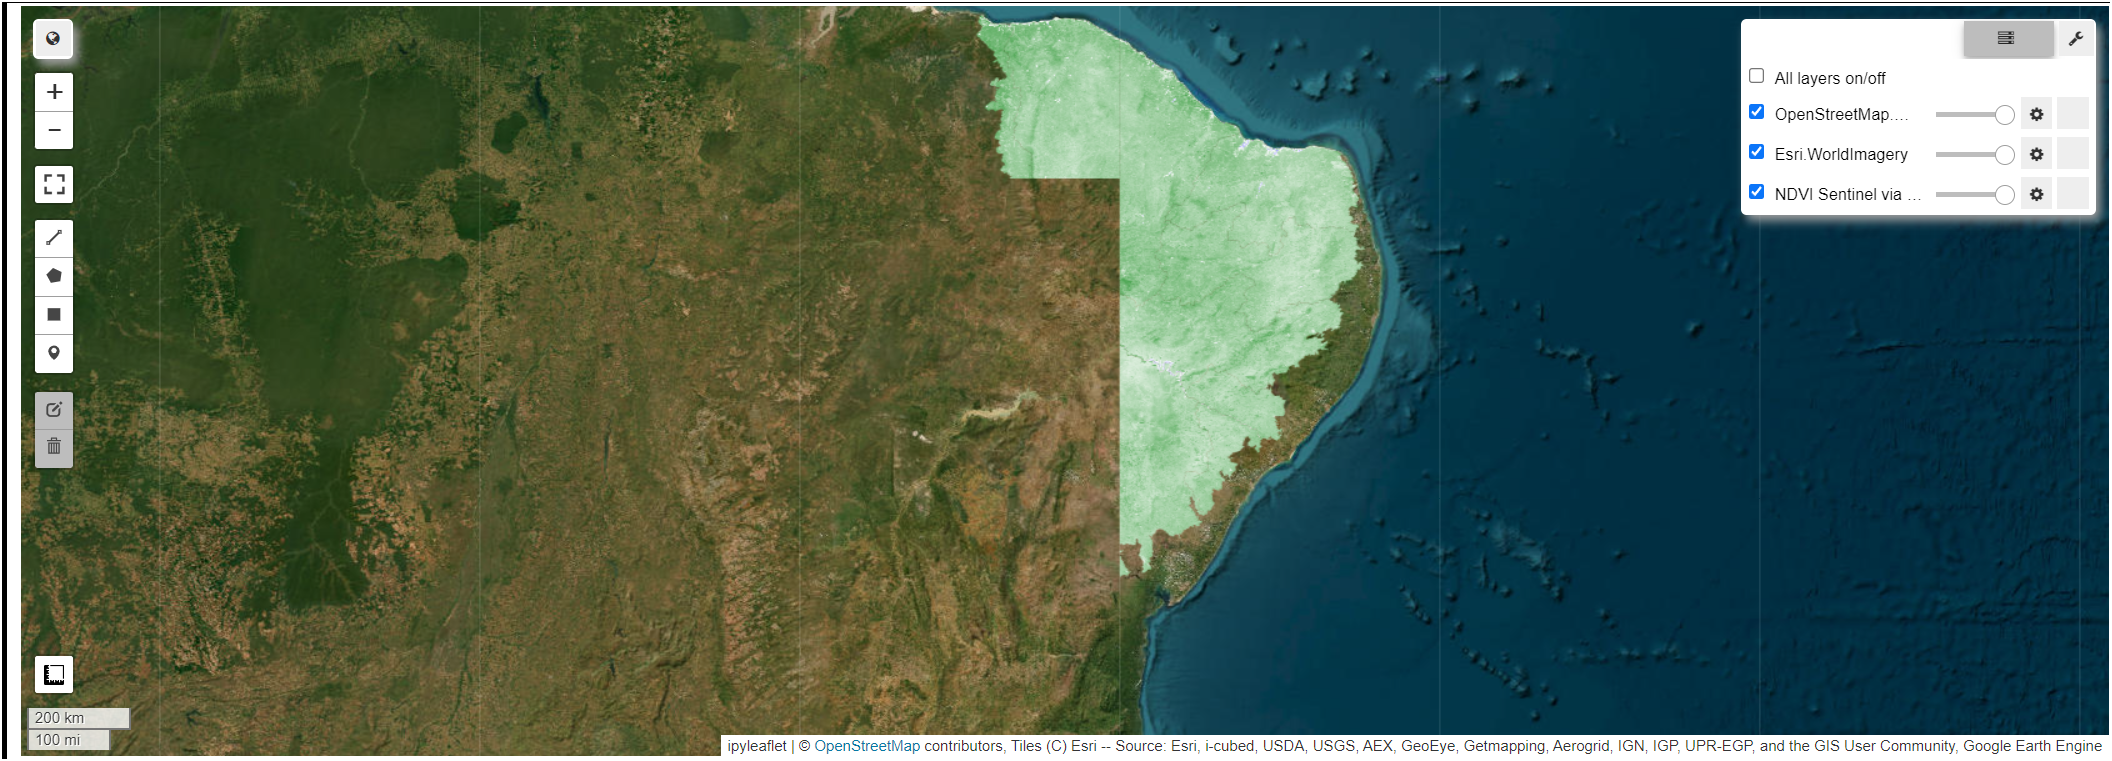 All layers on/off
OpenStreetMap....
Esri.WorldImagery
NDVI Sentinel via ...
200 km
100 mi
ipyleaflet | © OpenStreetMap contributors, Tiles (C) Esri -- Source: Esri, i-cubed, USDA, USGS, AEX, GeoEye, Getmapping, Aerogrid, IGN, IGP, UPR-EGP, and the GIS User Community, Google Earth Engine